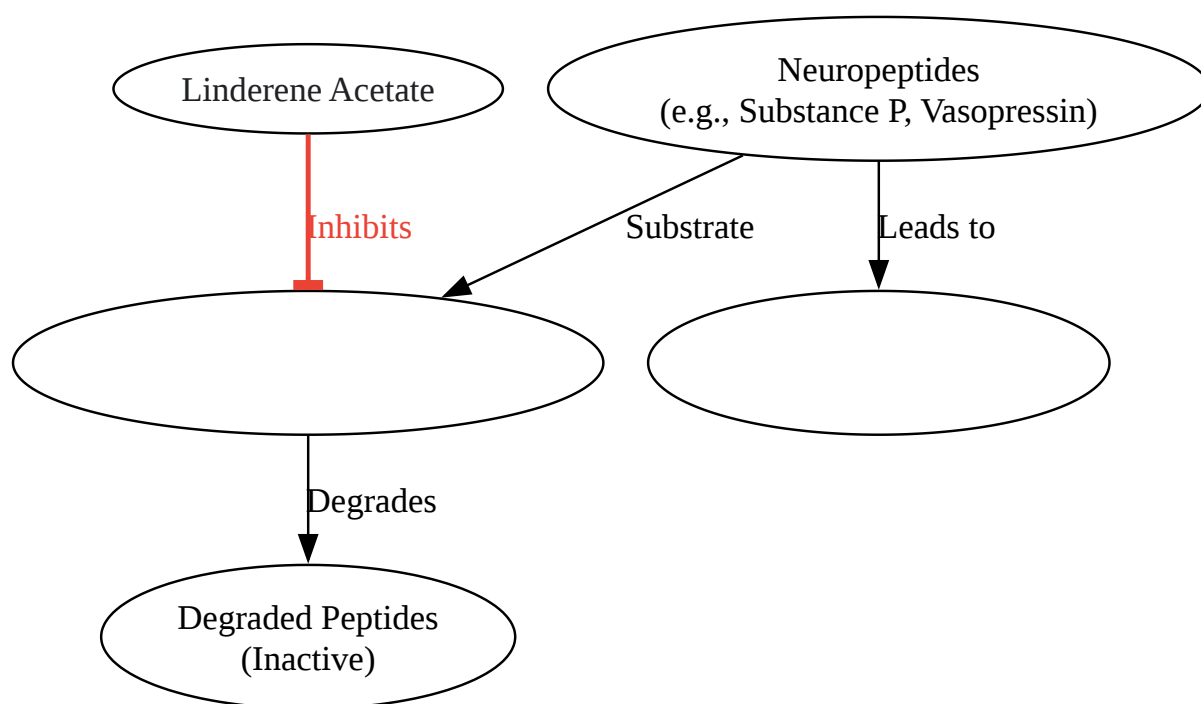 Linderene Acetate
Neuropeptides
(e.g., Substance P, Vasopressin)
Inhibits
Substrate
Leads to
Degrades
Degraded Peptides
(Inactive)